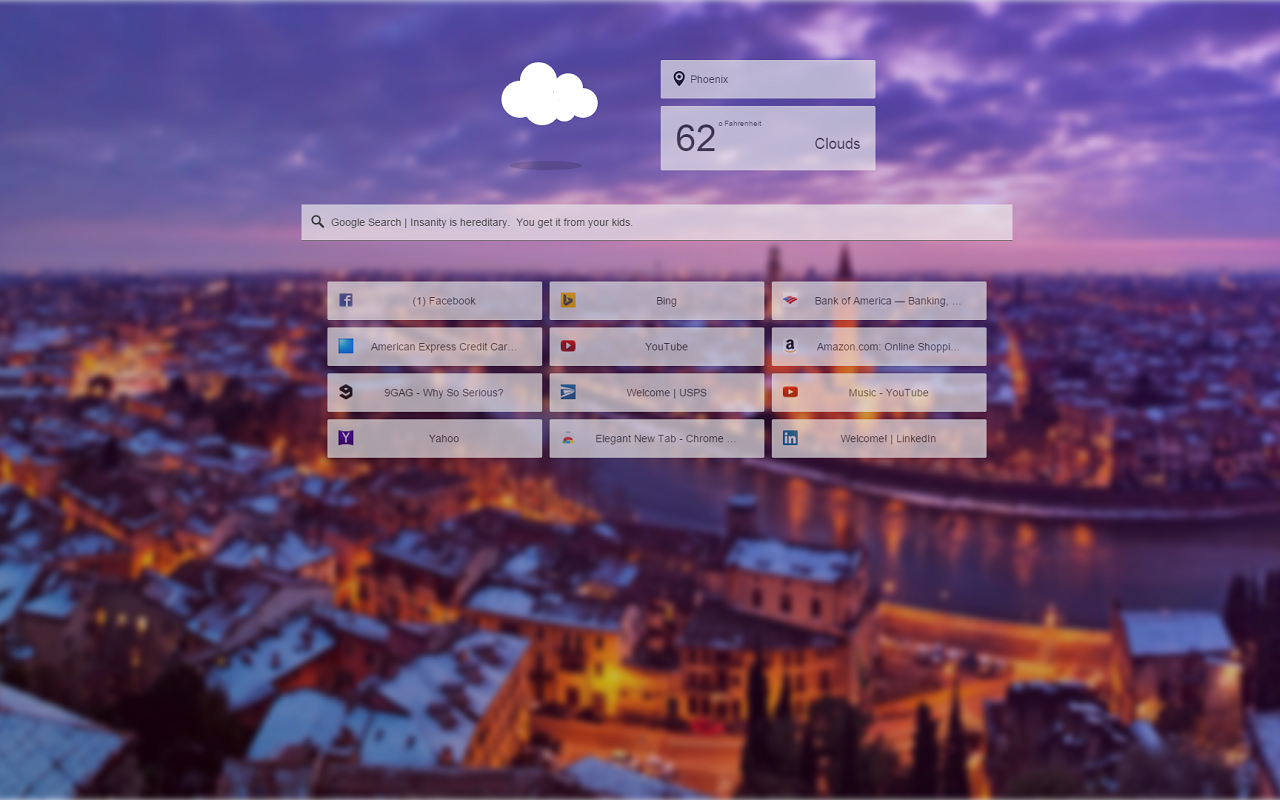 Phoenix
62 o Fahrenheit
Clouds
Google Search | Insanity is hereditary.  You get it from your kids.
(1) Facebook
Bing
Bank of America — Banking, ...
American Express Credit Car...
YouTube
Amazon.com: Online Shoppi...
9GAG - Why So Serious?
Welcome | USPS
Music - YouTube
Yahoo
Elegant New Tab - Chrome ...
Welcome! | LinkedIn